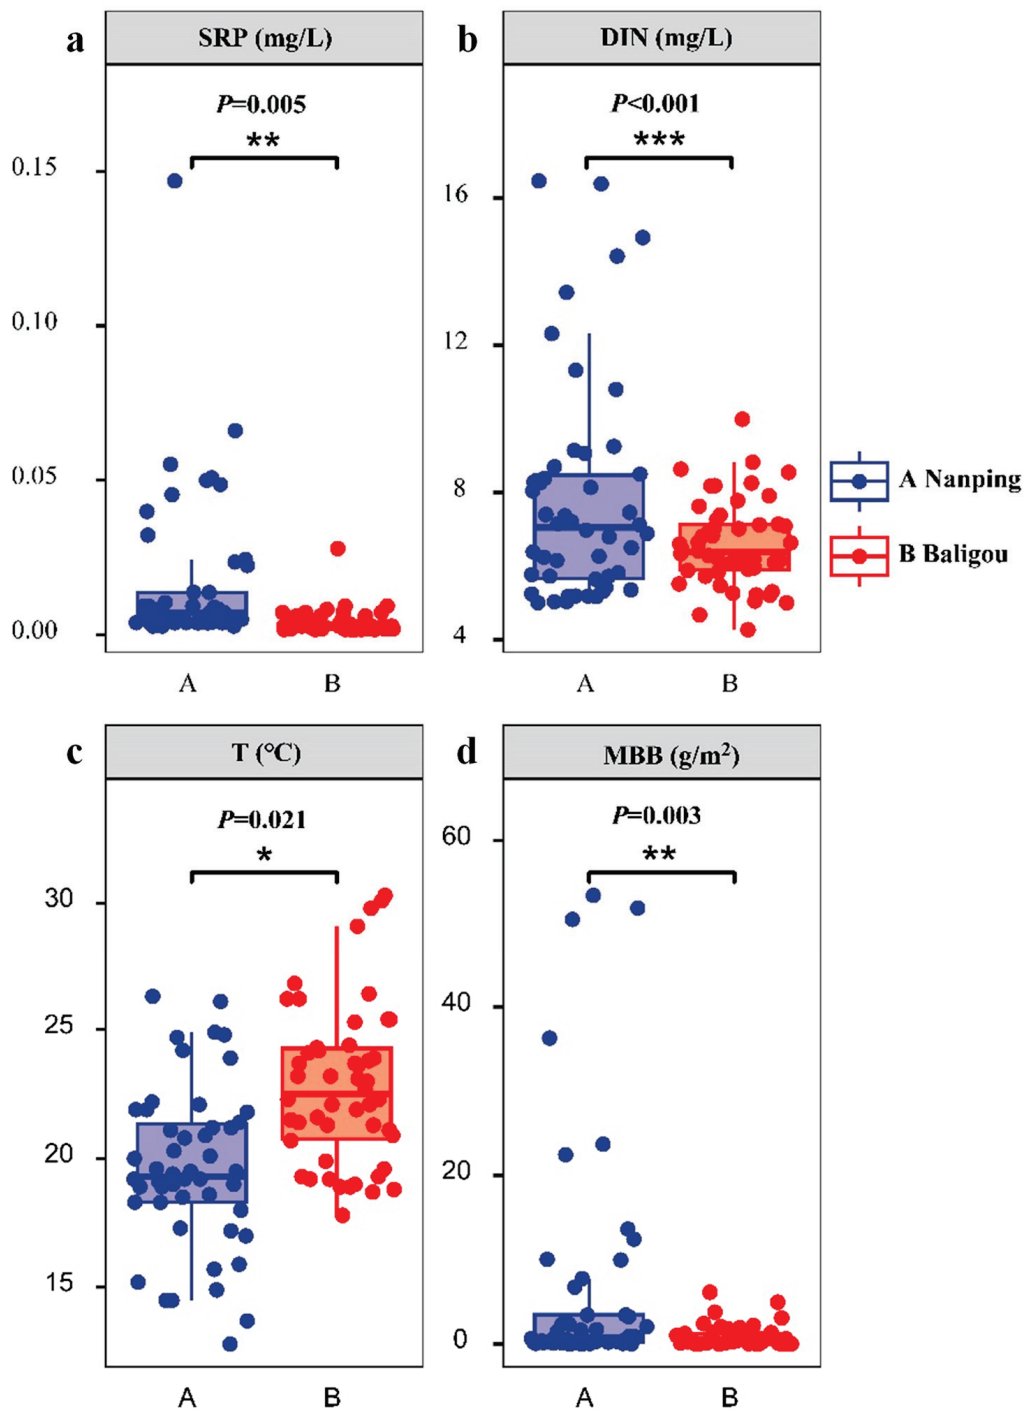 a
SRP (mg/L)
P=0.005
**
0.15
0.10
0.05
0.00
A
B
b
DIN (mg/L)
P<0.001
***
16
12
8
4
A
B
A Nanping
B Baligou
c
T (°C)
P=0.021
*
30
25
20
15
A
B
d
MBB (g/m²)
P=0.003
**
60
40
20
0
A
B